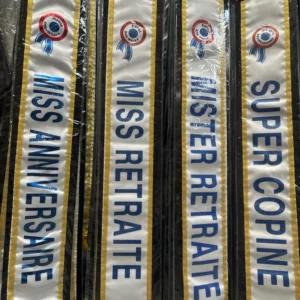 MISS ANNIVERSAIRE
MISS RETRAITE
MISTER RETRAITE
SUPER COPINE